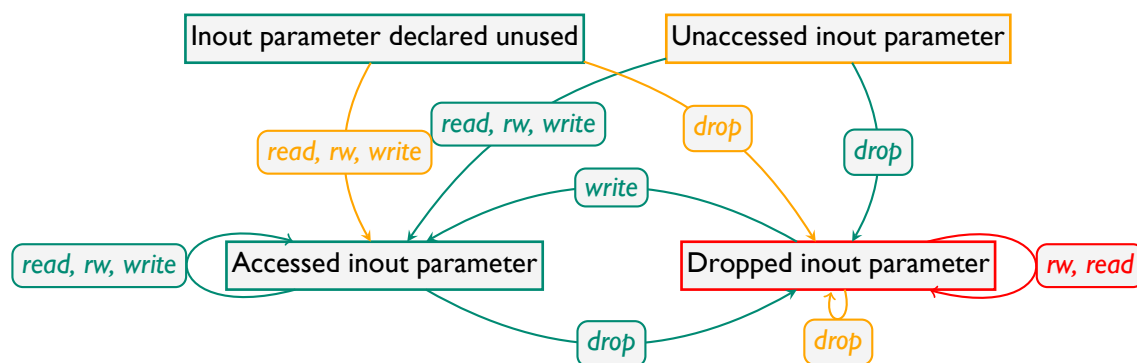 Inout parameter declared unused
Unaccessed inout parameter
read, rw, write
drop
read, rw, write
drop
write
read, rw, write
Accessed inout parameter
Dropped inout parameter
rw, read
drop
drop